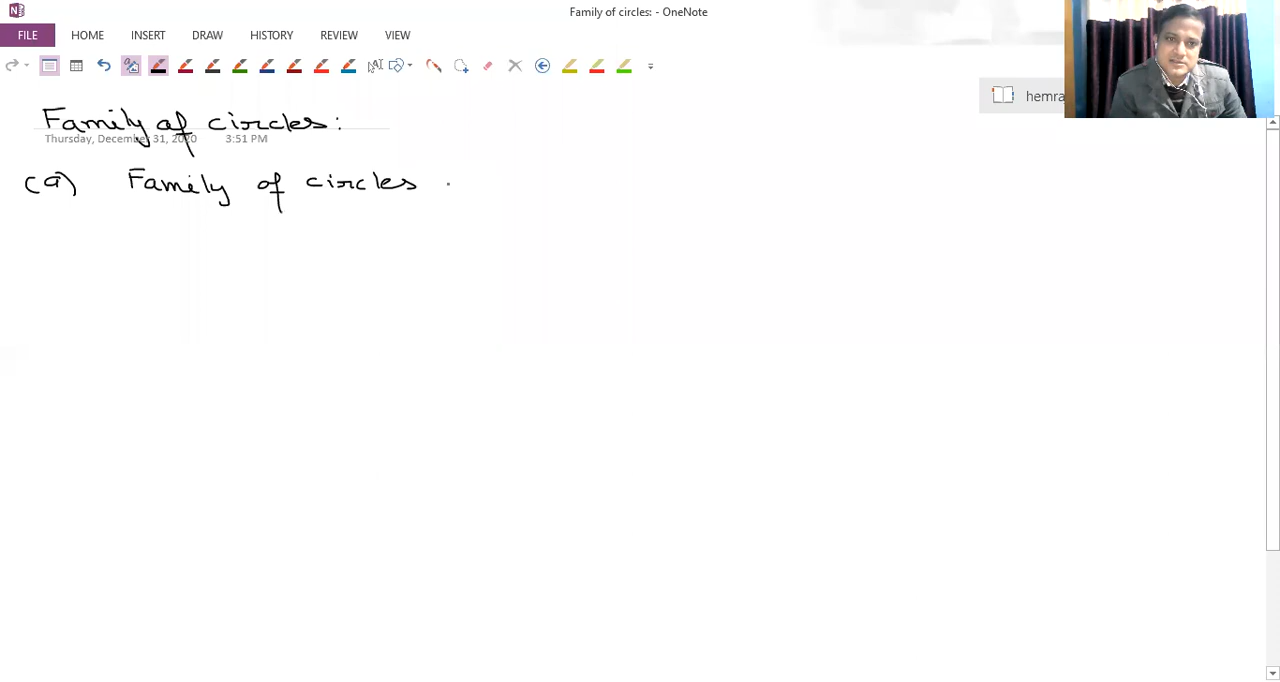 Family of circles: - OneNote
FILE HOME INSERT DRAW HISTORY REVIEW VIEW
hemra
Family of circles:
Thursday, December 31, 2020 3:51 PM
(a) Family of circles